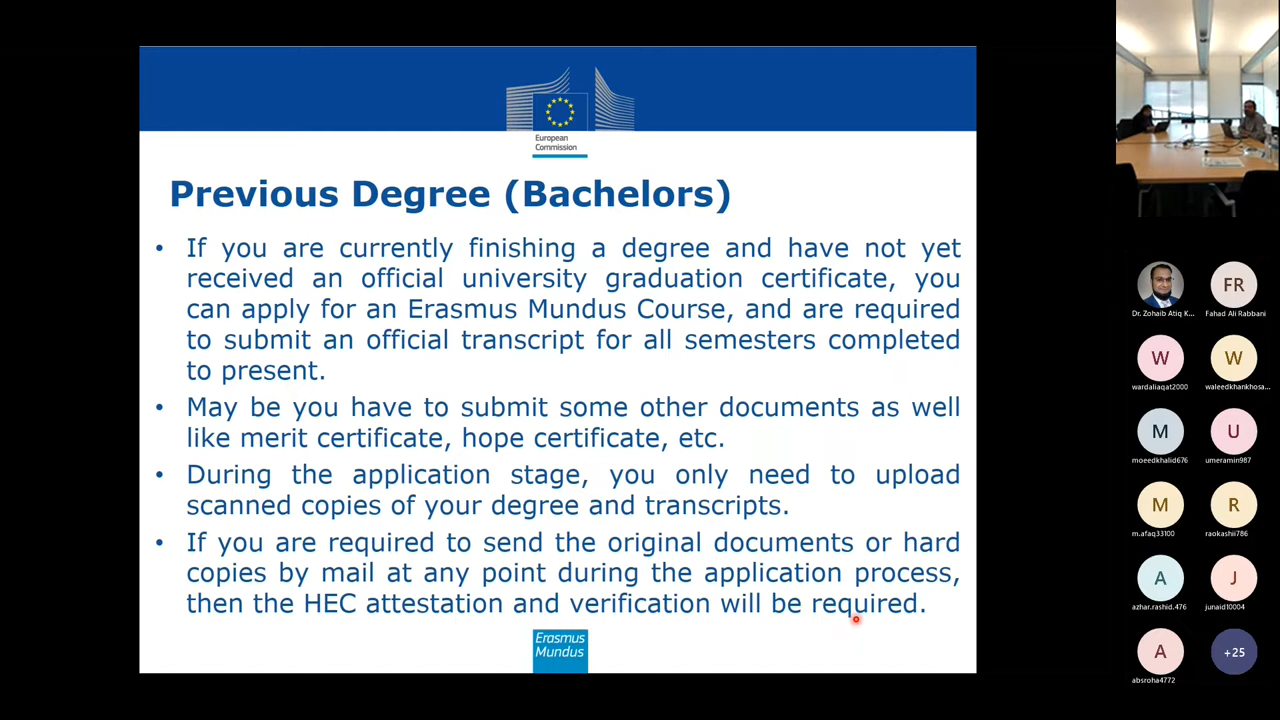 European
Commission
Previous Degree (Bachelors)
• If you are currently finishing a degree and have not yet
received an official university graduation certificate, you
can apply for an Erasmus Mundus Course, and are required
to submit an official transcript for all semesters completed
to present.
• May be you have to submit some other documents as well
like merit certificate, hope certificate, etc.
• During the application stage, you only need to upload
scanned copies of your degree and transcripts.
• If you are required to send the original documents or hard
copies by mail at any point during the application process,
then the HEC attestation and verification will be required.
Erasmus
Mundus
FR
Dr. Zohaib Atiq K...
Fahad Ali Rabbani
W
W
wardaliaqat2000
waleedkhankhosa...
M
U
moeedkhalid676
umeramin987
M
R
m.afaq33100
raokashii786
A
J
azhar.rashid.476
junaid10004
A
+25
absroha4772